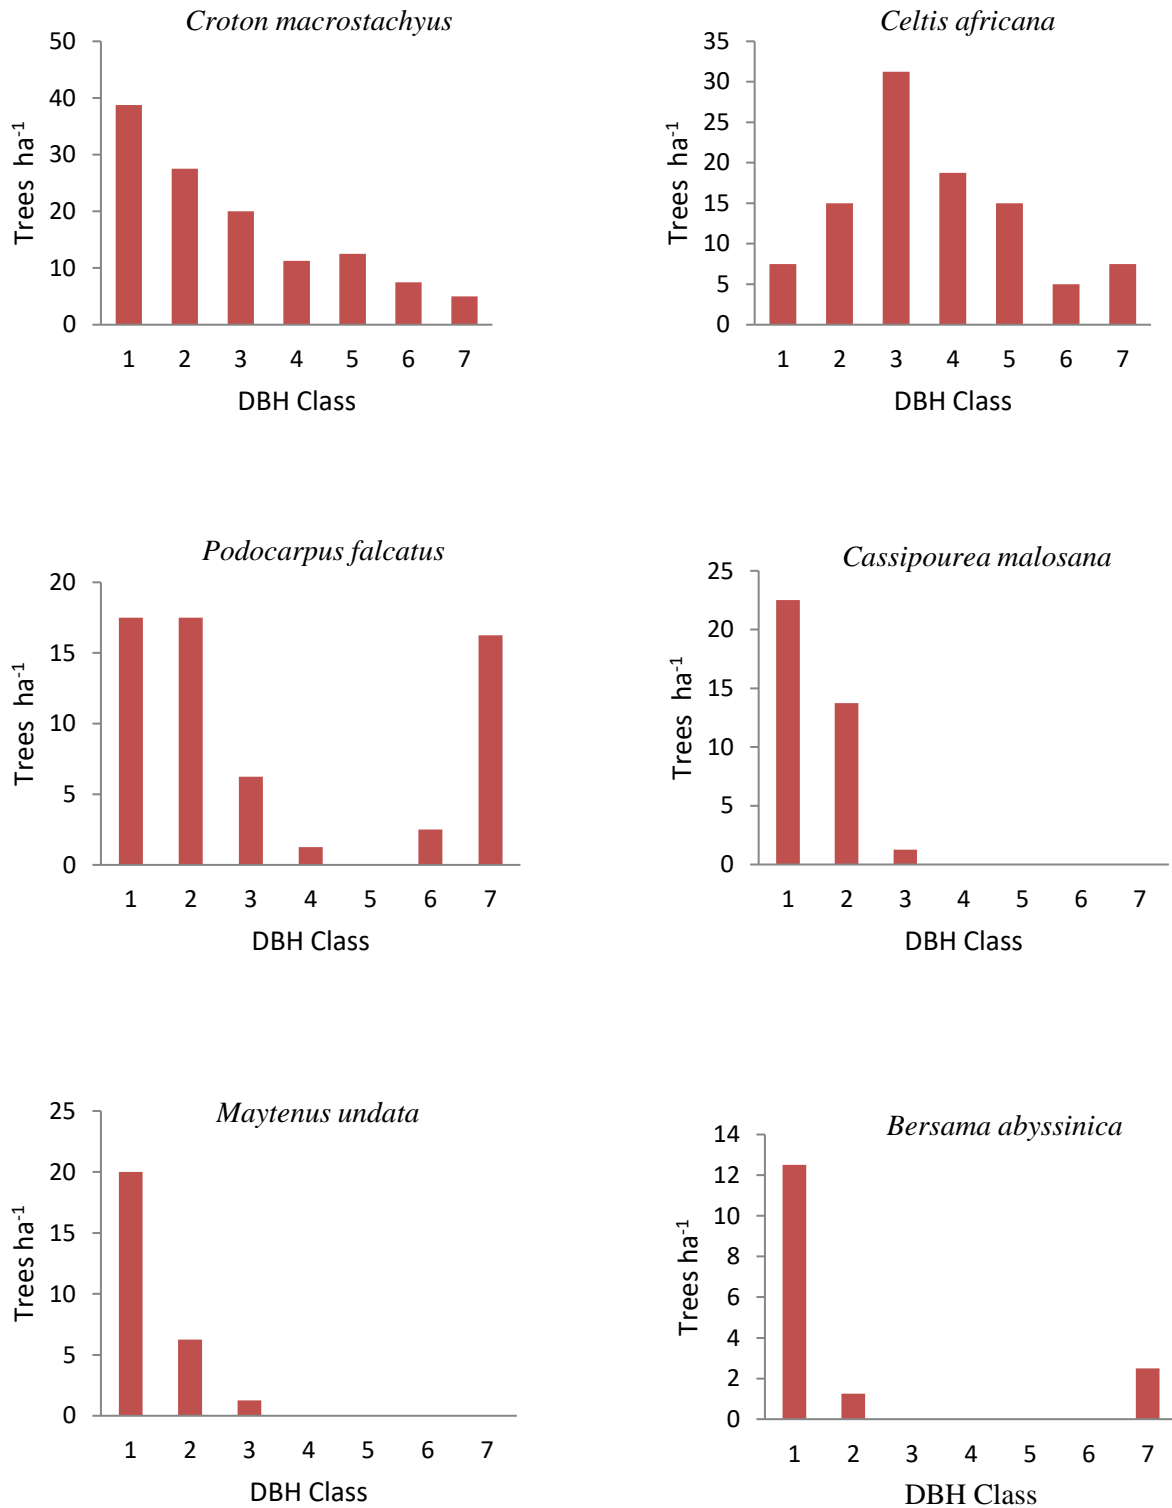 Croton macrostachyus
50
40
30
20
10
0
Trees ha-1
1 2 3 4 5 6 7
DBH Class
Celtis africana
35
30
25
20
15
10
5
0
Trees ha-1
1 2 3 4 5 6 7
DBH Class
Podocarpus falcatus
20
15
10
5
0
Trees ha-1
1 2 3 4 5 6 7
DBH Class
Cassipourea malosana
25
20
15
10
5
0
Trees ha-1
1 2 3 4 5 6 7
DBH Class
Maytenus undata
25
20
15
10
5
0
Trees ha-1
1 2 3 4 5 6 7
DBH Class
Bersama abyssinica
14
12
10
8
6
4
2
0
Trees ha-1
1 2 3 4 5 6 7
DBH Class